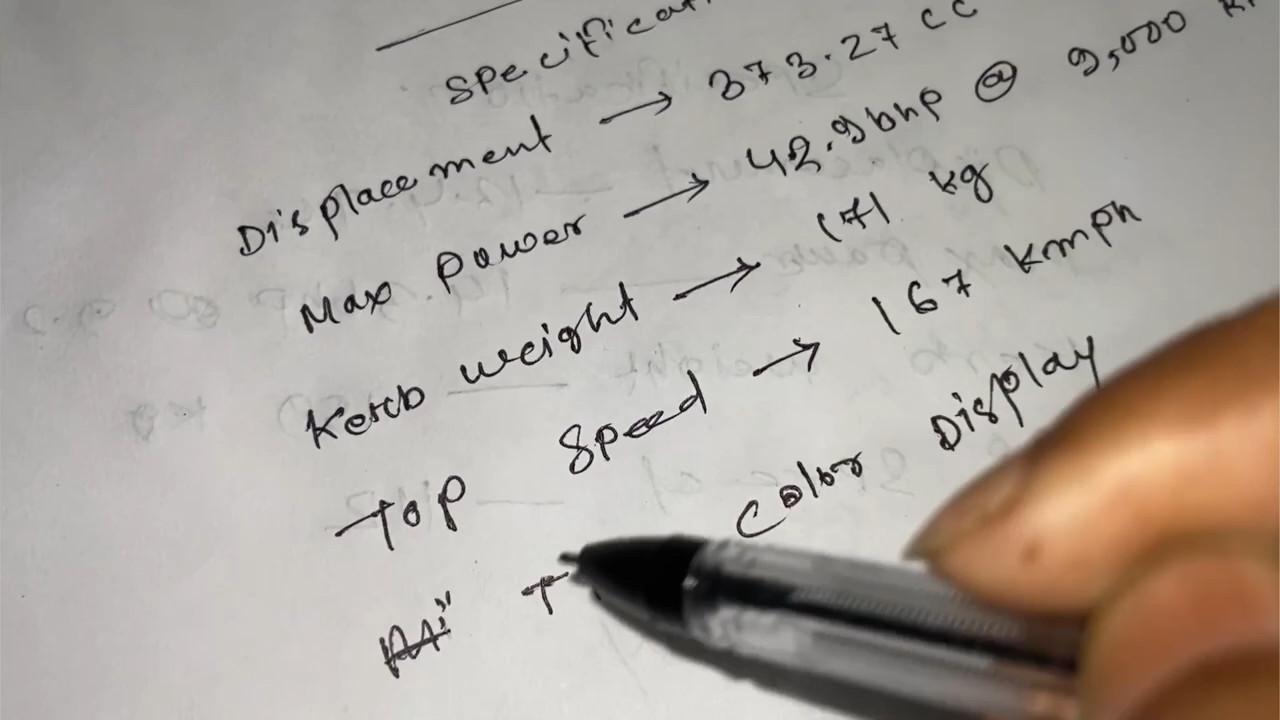 Specificat
Displacement → 373.27 CC
Max Power → 42.9bhp @ 9,000
Kerb weight → 171 kg
Top Speed → 167 kmph
Color Display